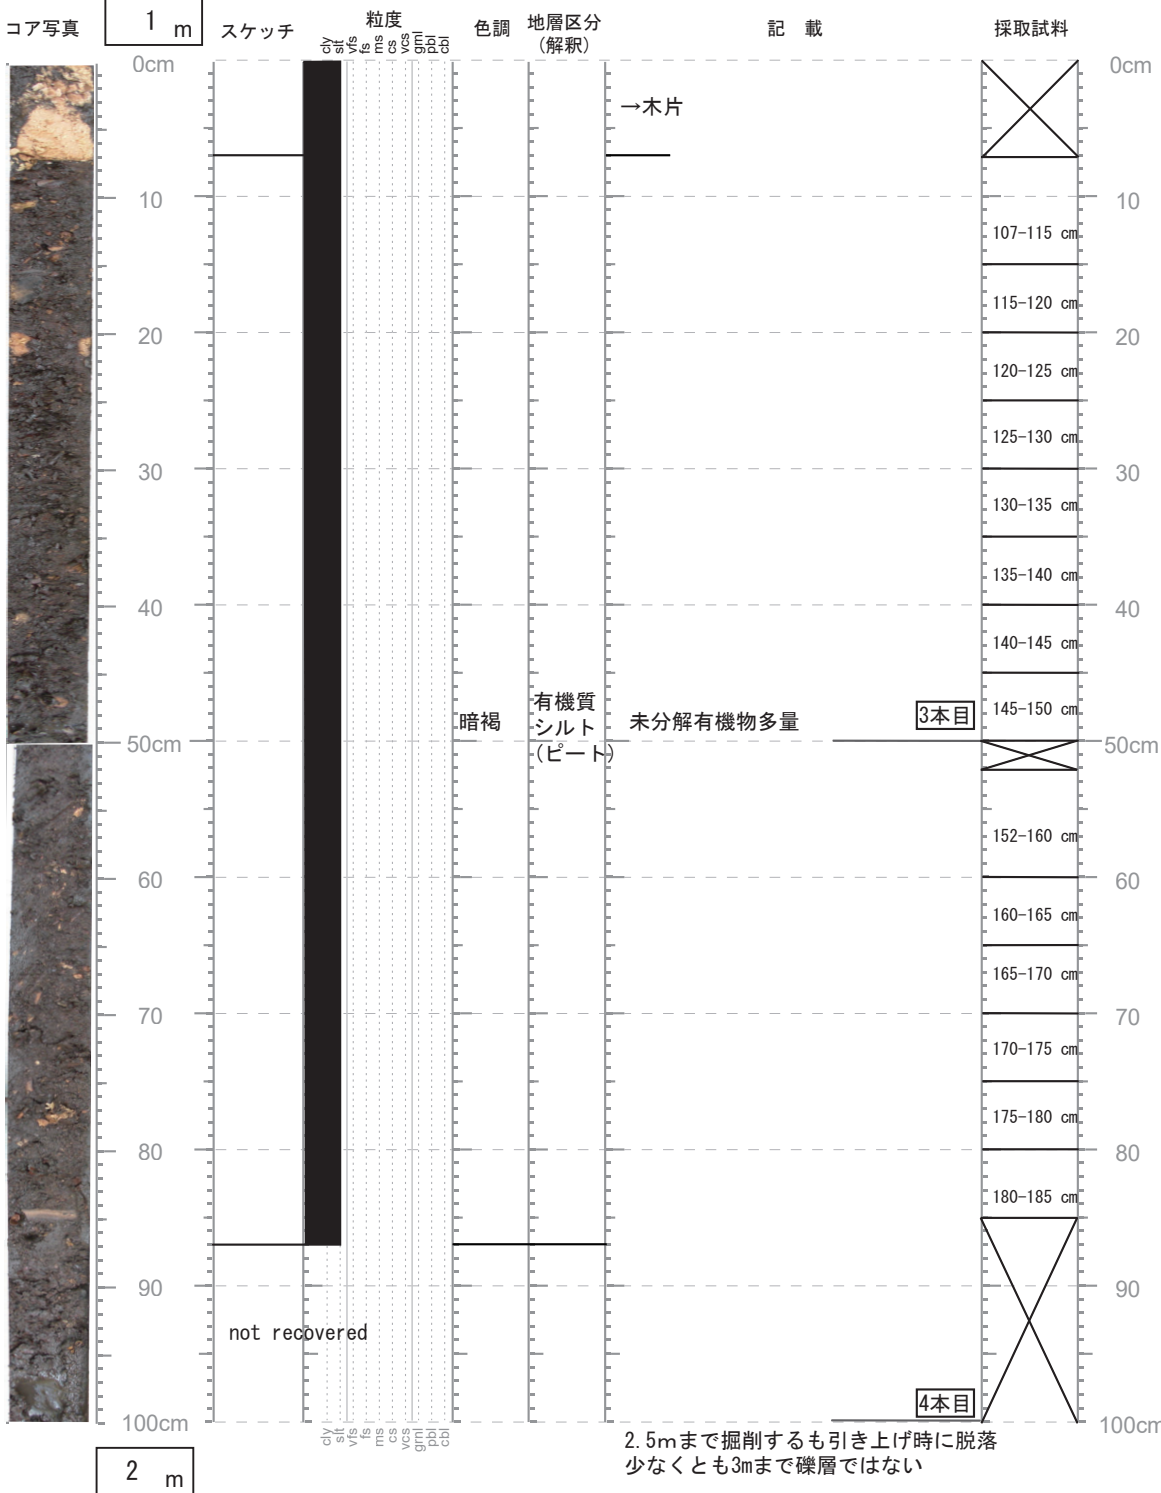 コア写真
1 m
スケッチ
粒度
色調
地層区分
(解釈)
記 載
採取試料
cly
slt
vfs
fs
ms
cs
vcs
grnl
pbl
cbl
0cm
0cm
→木片
10
10
107-115 cm
115-120 cm
20
20
120-125 cm
125-130 cm
30
30
130-135 cm
135-140 cm
40
40
140-145 cm
145-150 cm
暗褐
有機質
シルト
(ピート)
未分解有機物多量
3本目
50cm
50cm
152-160 cm
60
60
160-165 cm
165-170 cm
70
70
170-175 cm
175-180 cm
80
80
180-185 cm
90
90
not recovered
4本目
100cm
100cm
cly
slt
vfs
fs
ms
cs
vcs
grnl
pbl
cbl
2.5mまで掘削するも引き上げ時に脱落
少なくとも3mまで礫層ではない
2 m